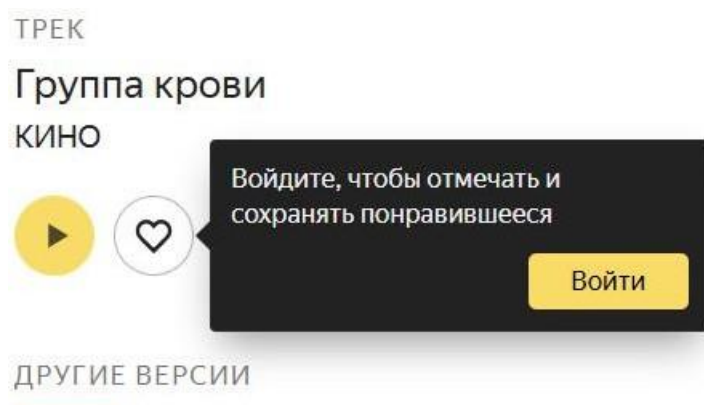 ТРЕК
Группа крови
КИНО
Войдите, чтобы отмечать и
сохранять понравившееся
Войти
ДРУГИЕ ВЕРСИИ